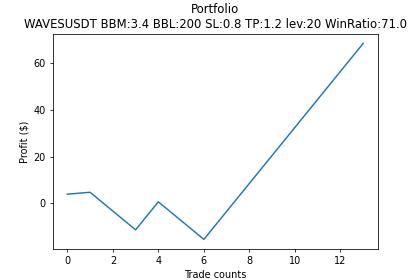 Portfolio
WAVESUSDT BBM:3.4 BBL:200 SL:0.8 TP:1.2 lev:20 WinRatio:71.0
60
40
20
0
Profit ($)
0 2 4 6 8 10 12
Trade counts